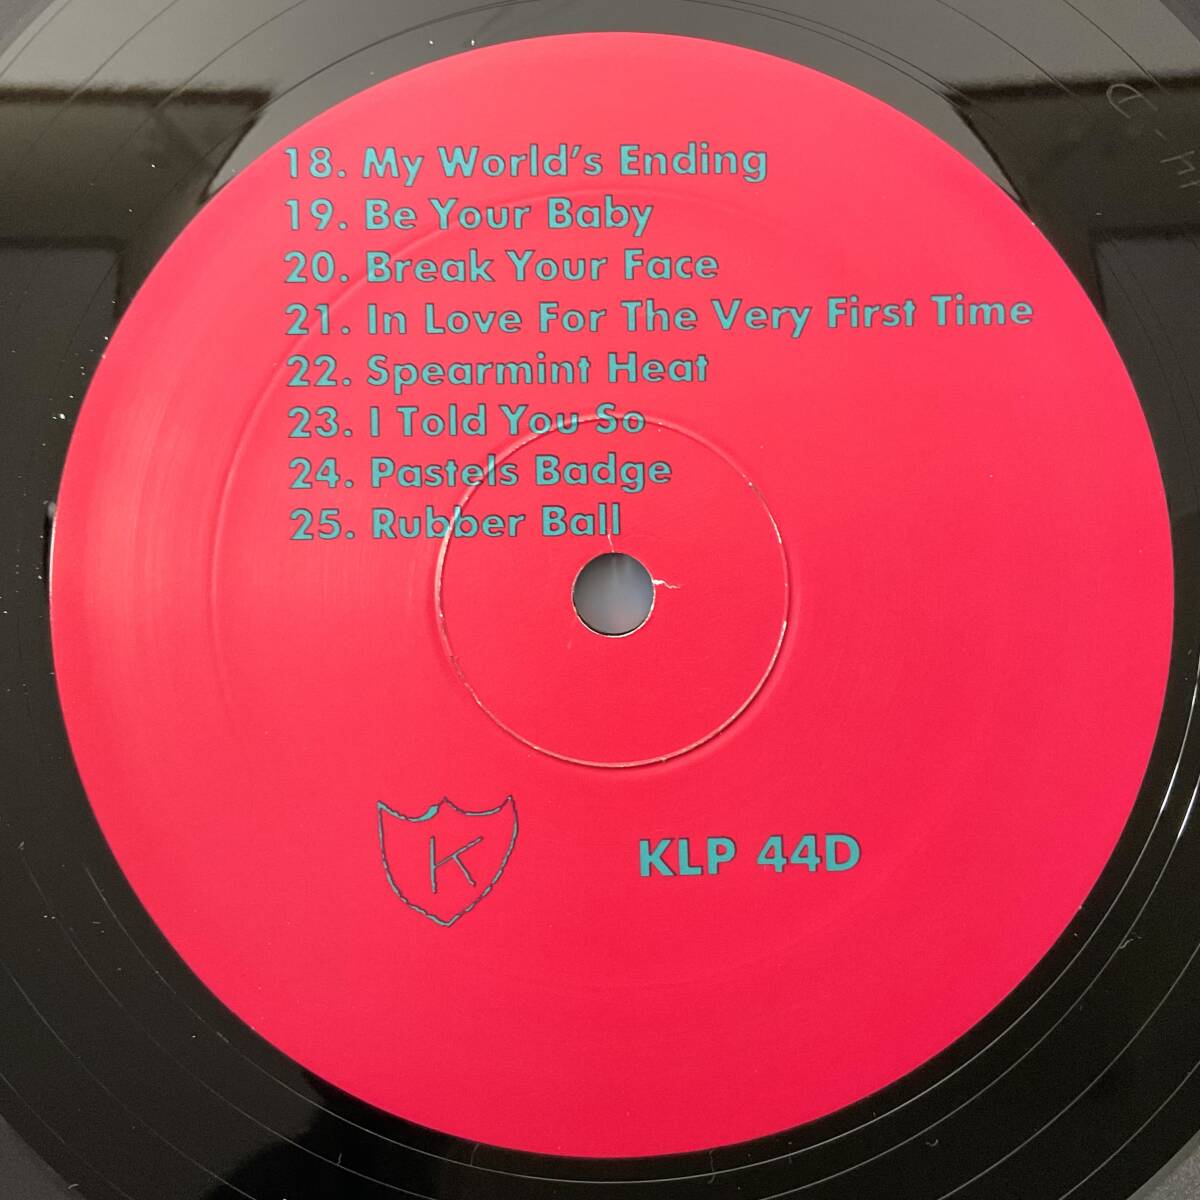 18. My World's Ending
19. Be Your Baby
20. Break Your Face
21. In Love For The Very First Time
22. Spearmint Heat
23. I Told You So
24. Pastels Badge
25. Rubber Ball
K
KLP 44D